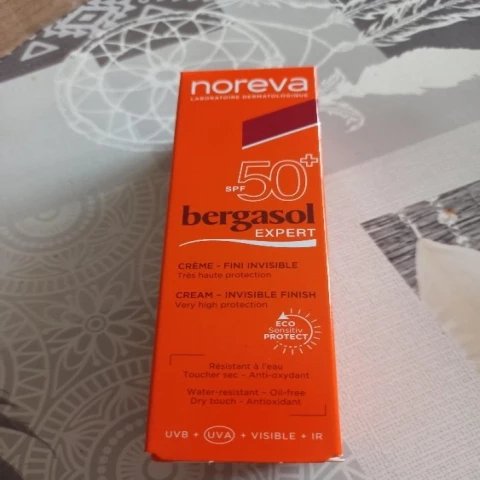 noreva
LABORATOIRE DERMATOLOGIQUE
SPF 50+
bergasol
EXPERT
CRÈME - FINI INVISIBLE
Très haute protection
CREAM - INVISIBLE FINISH
Very high protection
ECO
Sensitiv
PROTECT
Résistant à l'eau
Toucher sec - Anti-oxydant
Water-resistant - Oil-free
Dry touch - Antioxidant
UVB + UVA + VISIBLE + IR